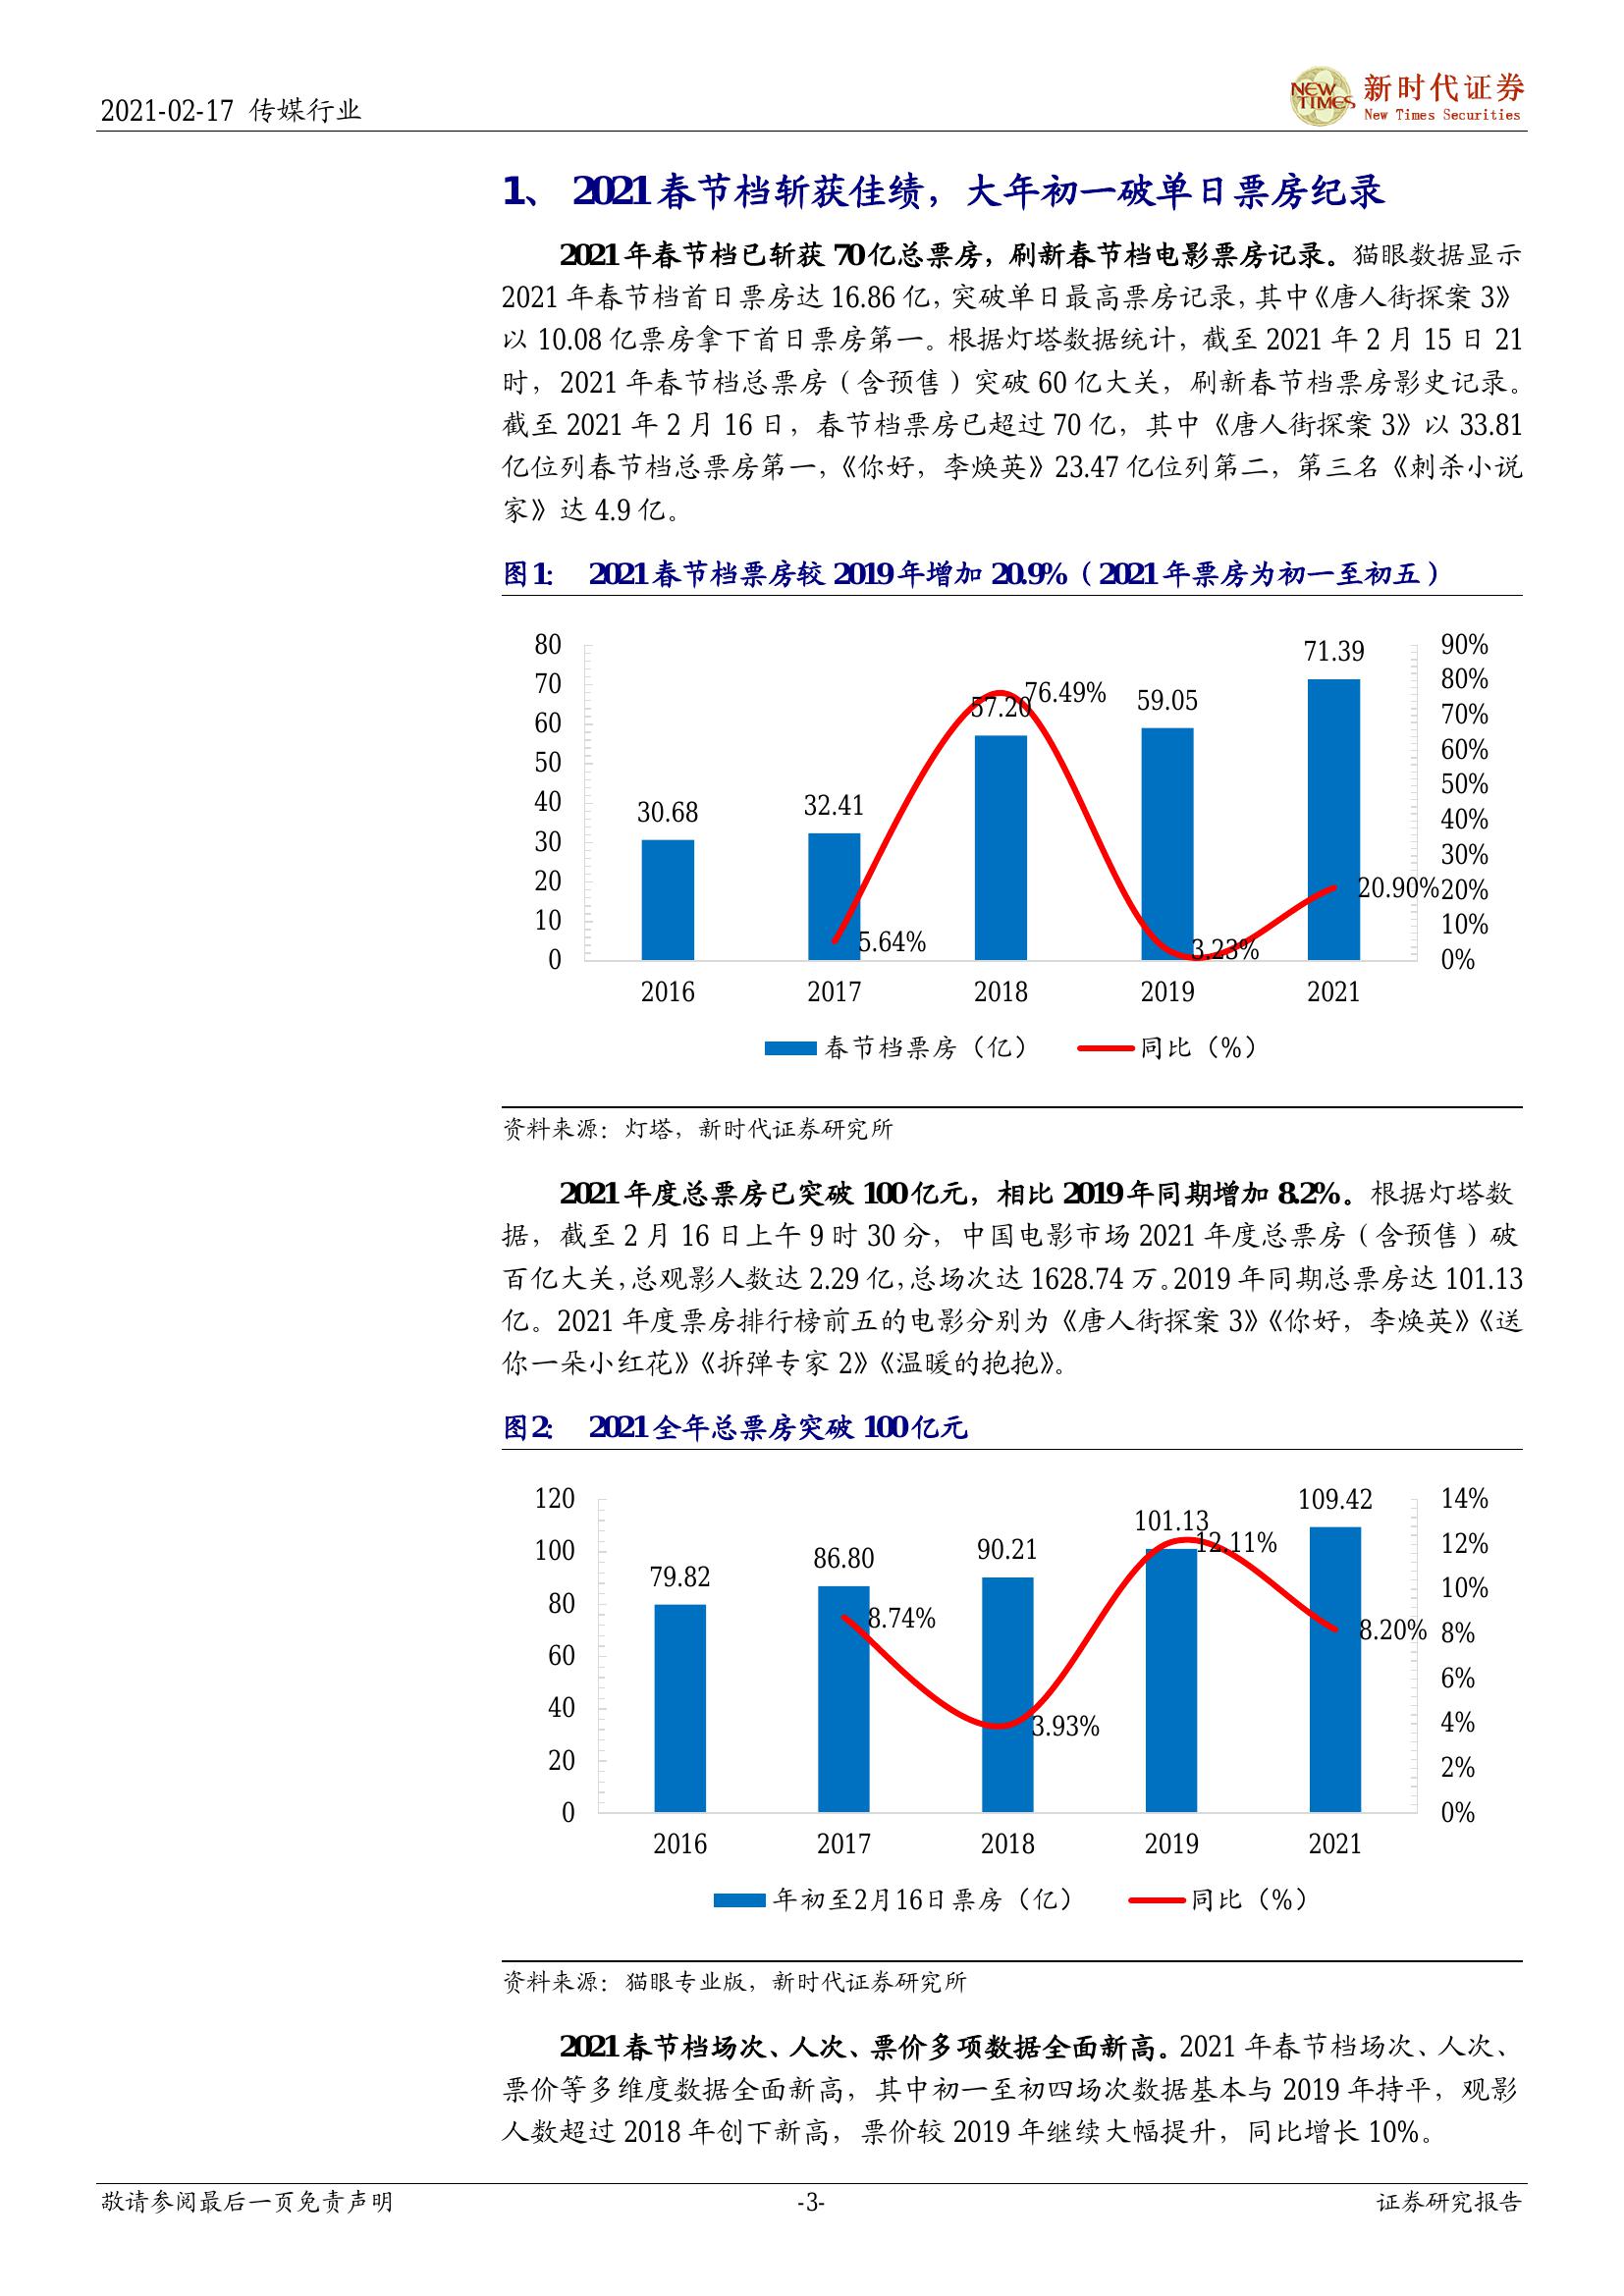 2021-02-17 传媒行业
NEW TIMES
新时代证券
New Times Securities
1、 2021春节档斩获佳绩，大年初一破单日票房纪录
2021年春节档已斩获70亿总票房，刷新春节档电影票房记录。猫眼数据显示
2021年春节档首日票房达16.86亿，突破单日最高票房记录，其中《唐人街探案3》
以10.08亿票房拿下首日票房第一。根据灯塔数据统计，截至2021年2月15日21
时，2021年春节档总票房（含预售）突破60亿大关，刷新春节档票房影史记录。
截至2021年2月16日，春节档票房已超过70亿，其中《唐人街探案3》以33.81
亿位列春节档总票房第一，《你好，李焕英》23.47亿位列第二，第三名《刺杀小说
家》达4.9亿。
图1： 2021春节档票房较2019年增加20.9%（2021年票房为初一至初五）
80
70
60
50
40
30
20
10
0
30.68
32.41
57.20
59.05
71.39
5.64%
76.49%
3.23%
20.90%
90%
80%
70%
60%
50%
40%
30%
20%
10%
0%
2016 2017 2018 2019 2021
春节档票房（亿） 同比（%）
资料来源：灯塔，新时代证券研究所
2021年度总票房已突破100亿元，相比2019年同期增加8.2%。根据灯塔数
据，截至2月16日上午9时30分，中国电影市场2021年度总票房（含预售）破
百亿大关，总观影人数达2.29亿，总场次达1628.74万。2019年同期总票房达101.13
亿。2021年度票房排行榜前五的电影分别为《唐人街探案3》《你好，李焕英》《送
你一朵小红花》《拆弹专家2》《温暖的抱抱》。
图2： 2021全年总票房突破100亿元
120
100
80
60
40
20
0
79.82
86.80
90.21
101.13
109.42
8.74%
3.93%
12.11%
8.20%
14%
12%
10%
8%
6%
4%
2%
0%
2016 2017 2018 2019 2021
年初至2月16日票房（亿） 同比（%）
资料来源：猫眼专业版，新时代证券研究所
2021春节档场次、人次、票价多项数据全面新高。2021年春节档场次、人次、
票价等多维度数据全面新高，其中初一至初四场次数据基本与2019年持平，观影
人数超过2018年创下新高，票价较2019年继续大幅提升，同比增长10%。
敬请参阅最后一页免责声明 -3- 证券研究报告